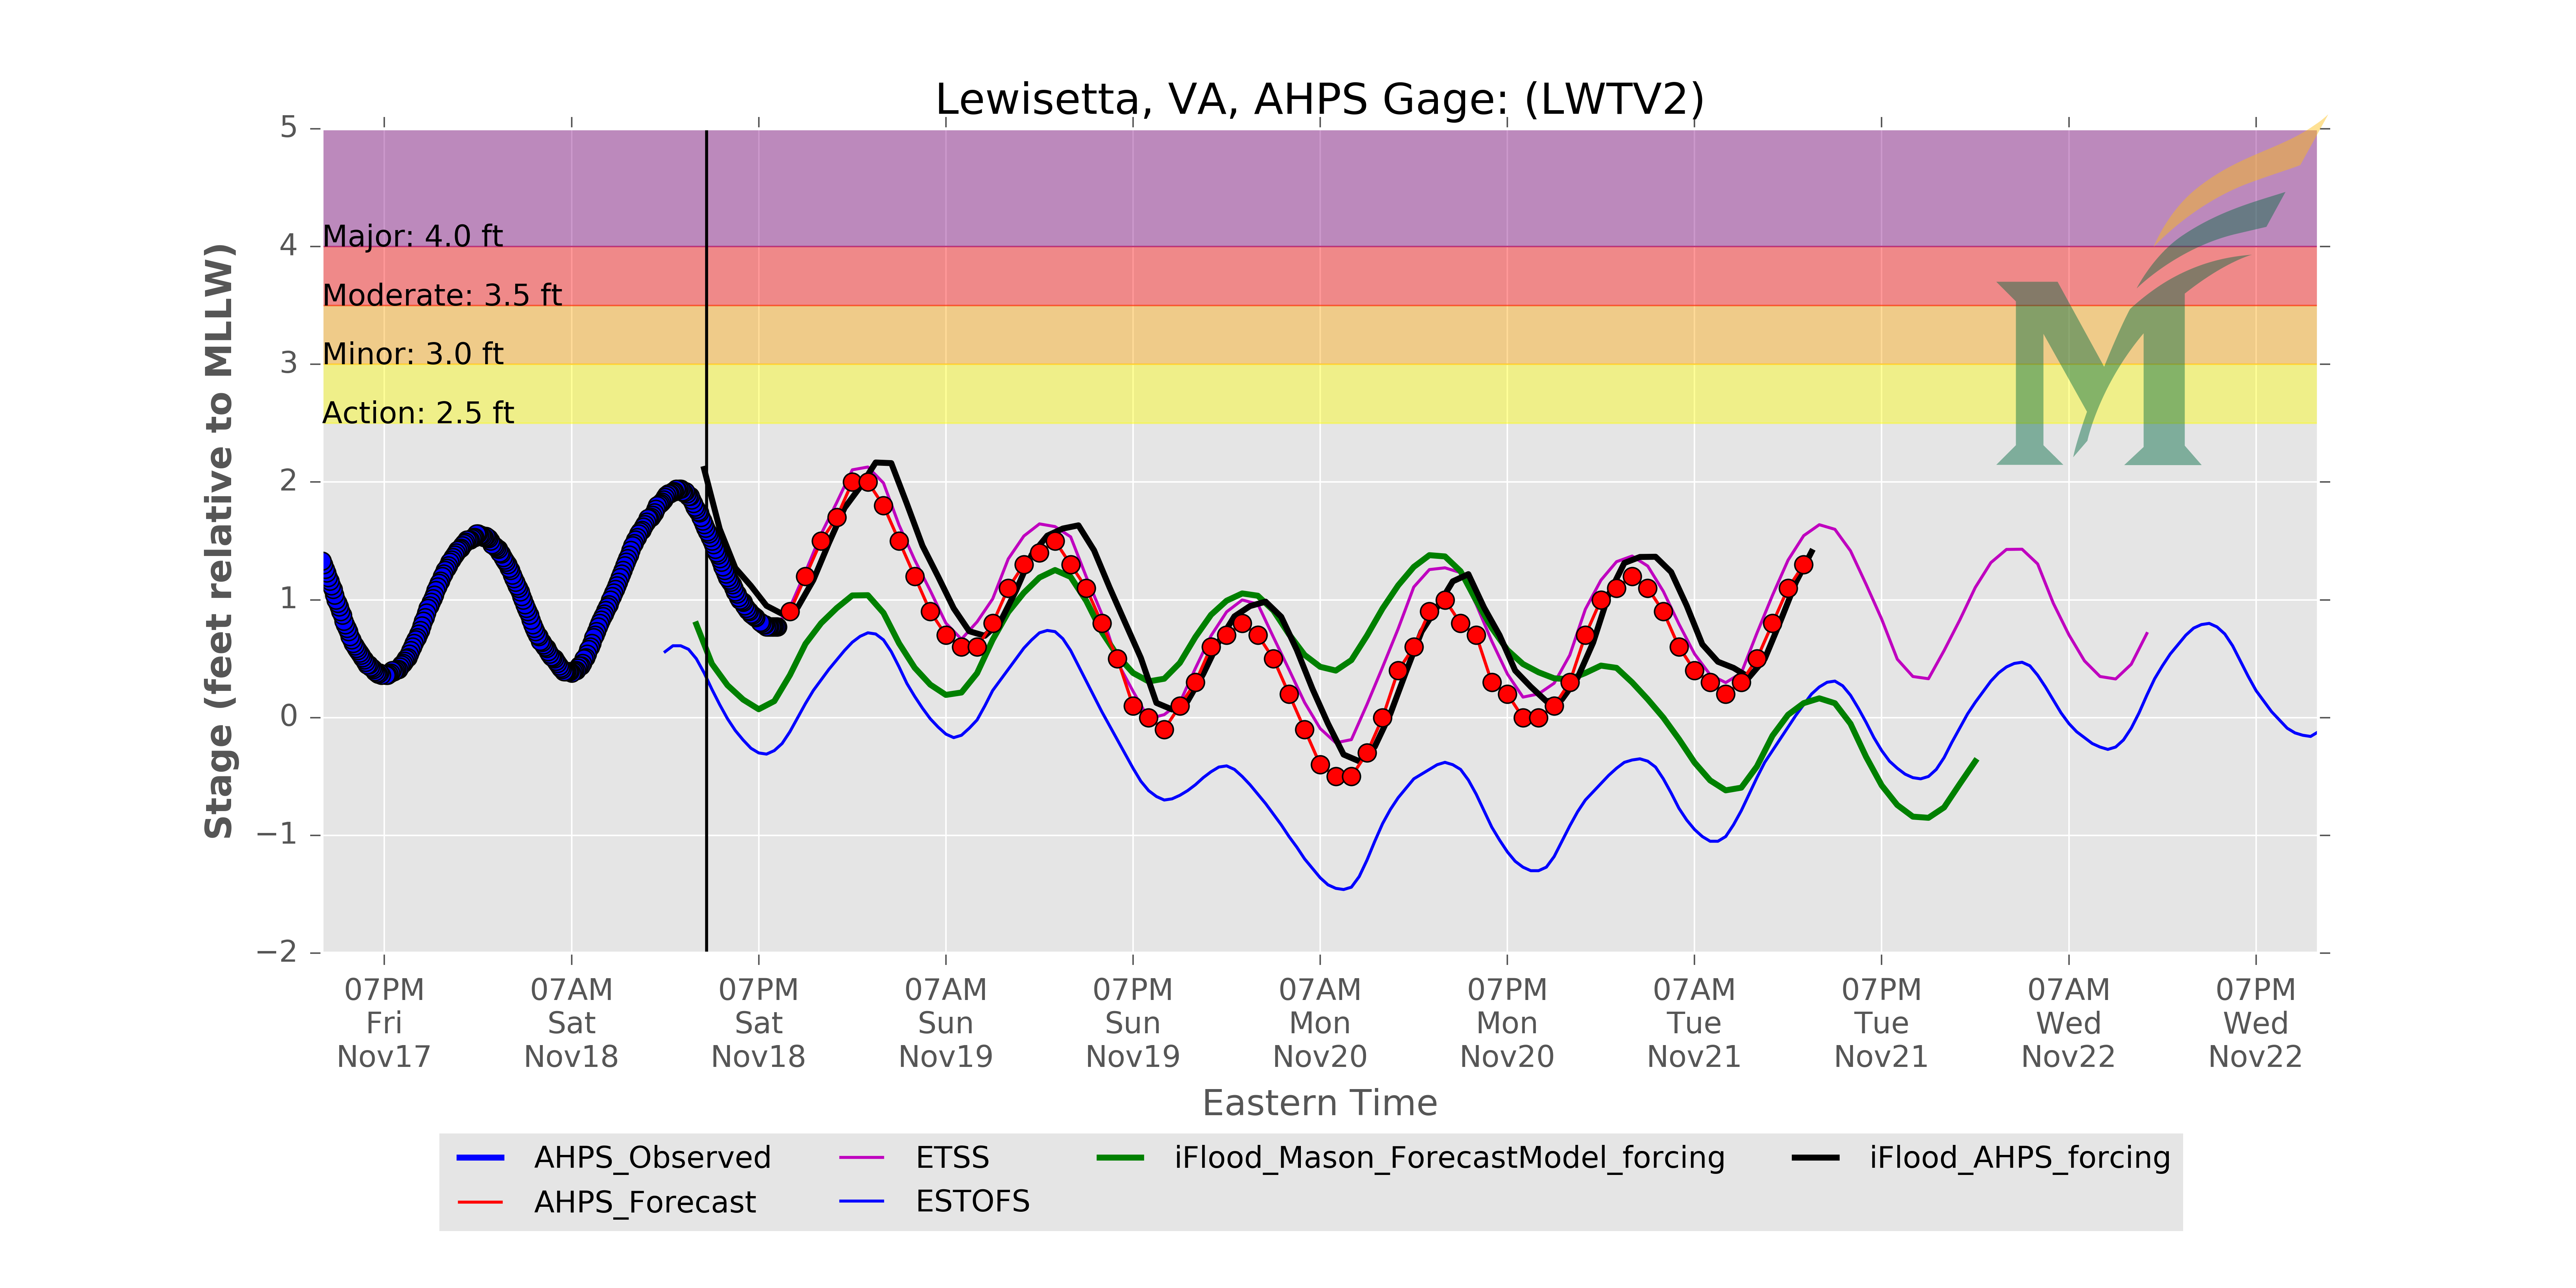 Lewisetta, VA, AHPS Gage: (LWTV2)
Stage (feet relative to MLLW)
5
4
3
2
1
0
−1
−2
Major: 4.0 ft
Moderate: 3.5 ft
Minor: 3.0 ft
Action: 2.5 ft
M
07PM 07AM 07PM 07AM 07PM 07AM 07PM 07AM 07PM 07AM 07PM
Fri Sat Sat Sun Sun Mon Mon Tue Tue Wed Wed
Nov17 Nov18 Nov18 Nov19 Nov19 Nov20 Nov20 Nov21 Nov21 Nov22 Nov22
Eastern Time
AHPS_Observed ETSS iFlood_Mason_ForecastModel_forcing iFlood_AHPS_forcing
AHPS_Forecast ESTOFS